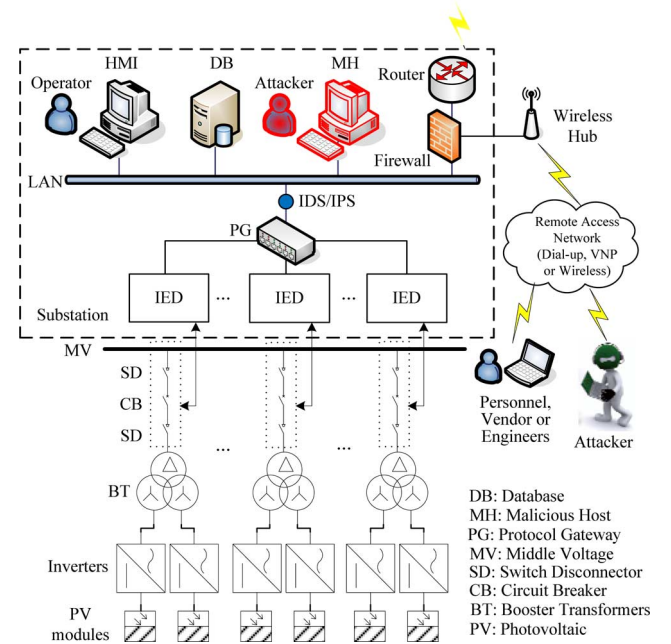 HMI
DB
MH
Router
Operator
Attacker
Firewall
Wireless
Hub
LAN
IDS/IPS
PG
Remote Access
Network
(Dial-up, VNP
or Wireless)
IED
...
IED
...
IED
Substation
MV
SD
CB
SD
Personnel,
Vendor or
Engineers
Attacker
...
...
BT
Inverters
PV
modules
DB: Database
MH: Malicious Host
PG: Protocol Gateway
MV: Middle Voltage
SD: Switch Disconnector
CB: Circuit Breaker
BT: Booster Transformers
PV: Photovoltaic